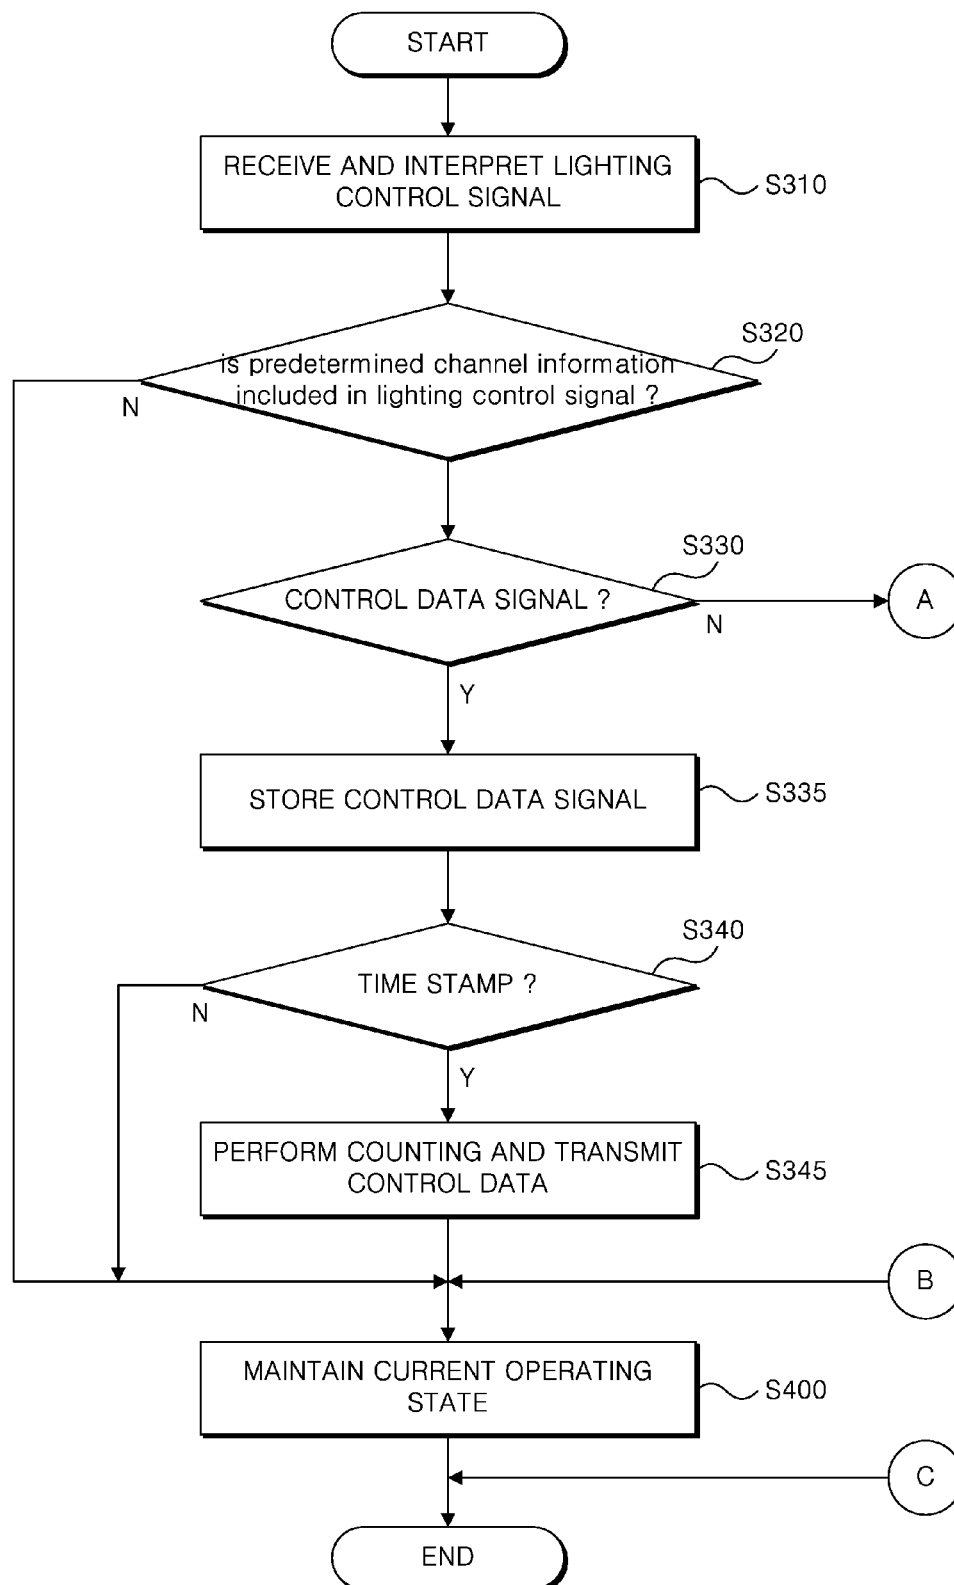 START
RECEIVE AND INTERPRET LIGHTING
CONTROL SIGNAL
S310
S320
is predetermined channel information
included in lighting control signal ?
N
S330
CONTROL DATA SIGNAL ?
N
A
Y
STORE CONTROL DATA SIGNAL
S335
S340
TIME STAMP ?
N
Y
PERFORM COUNTING AND TRANSMIT
CONTROL DATA
S345
B
MAINTAIN CURRENT OPERATING
STATE
S400
C
END